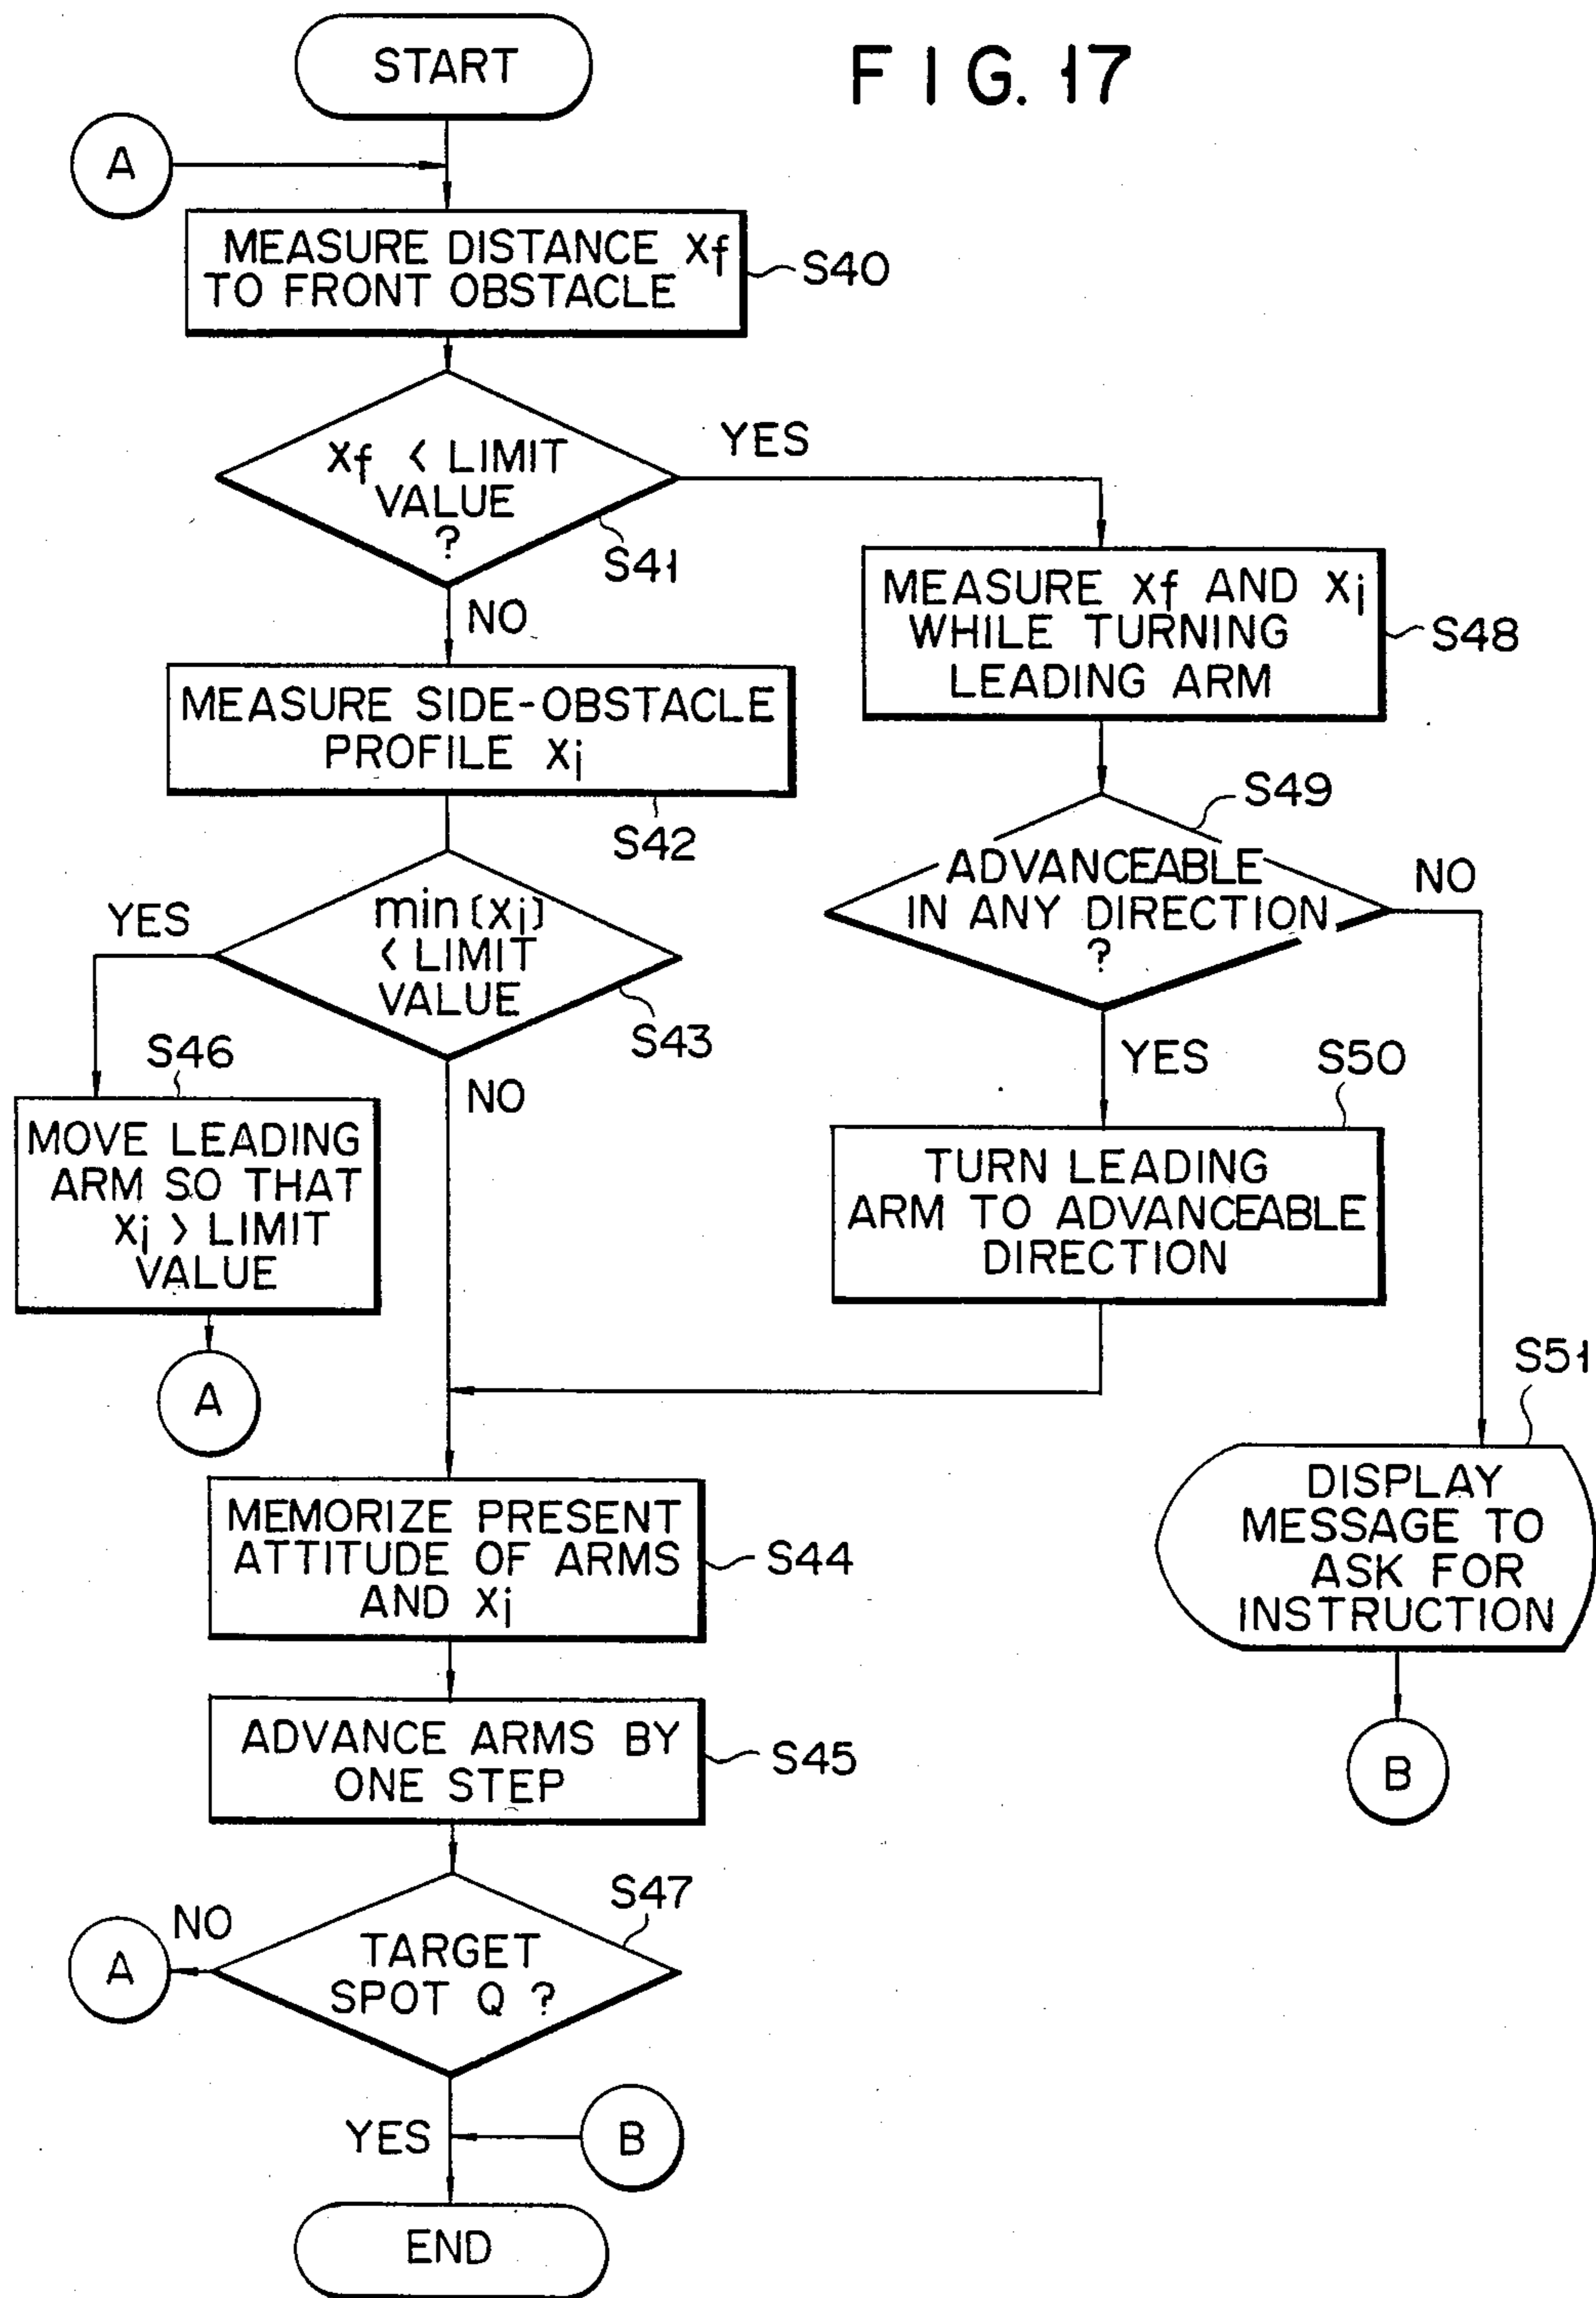 START
FIG. 17
A
MEASURE DISTANCE Xf
TO FRONT OBSTACLE
S40
Xf < LIMIT
VALUE
?
YES
S41
NO
MEASURE Xf AND Xi
WHILE TURNING
LEADING ARM
S48
MEASURE SIDE-OBSTACLE
PROFILE Xi
S42
S49
ADVANCEABLE
IN ANY DIRECTION
?
NO
YES
min(Xi)
< LIMIT
VALUE
S43
NO
S46
MOVE LEADING
ARM SO THAT
Xi > LIMIT
VALUE
A
YES
S50
TURN LEADING
ARM TO ADVANCEABLE
DIRECTION
S51
DISPLAY
MESSAGE TO
ASK FOR
INSTRUCTION
B
MEMORIZE PRESENT
ATTITUDE OF ARMS
AND Xi
S44
ADVANCE ARMS BY
ONE STEP
S45
S47
TARGET
SPOT Q ?
NO
A
YES
B
END